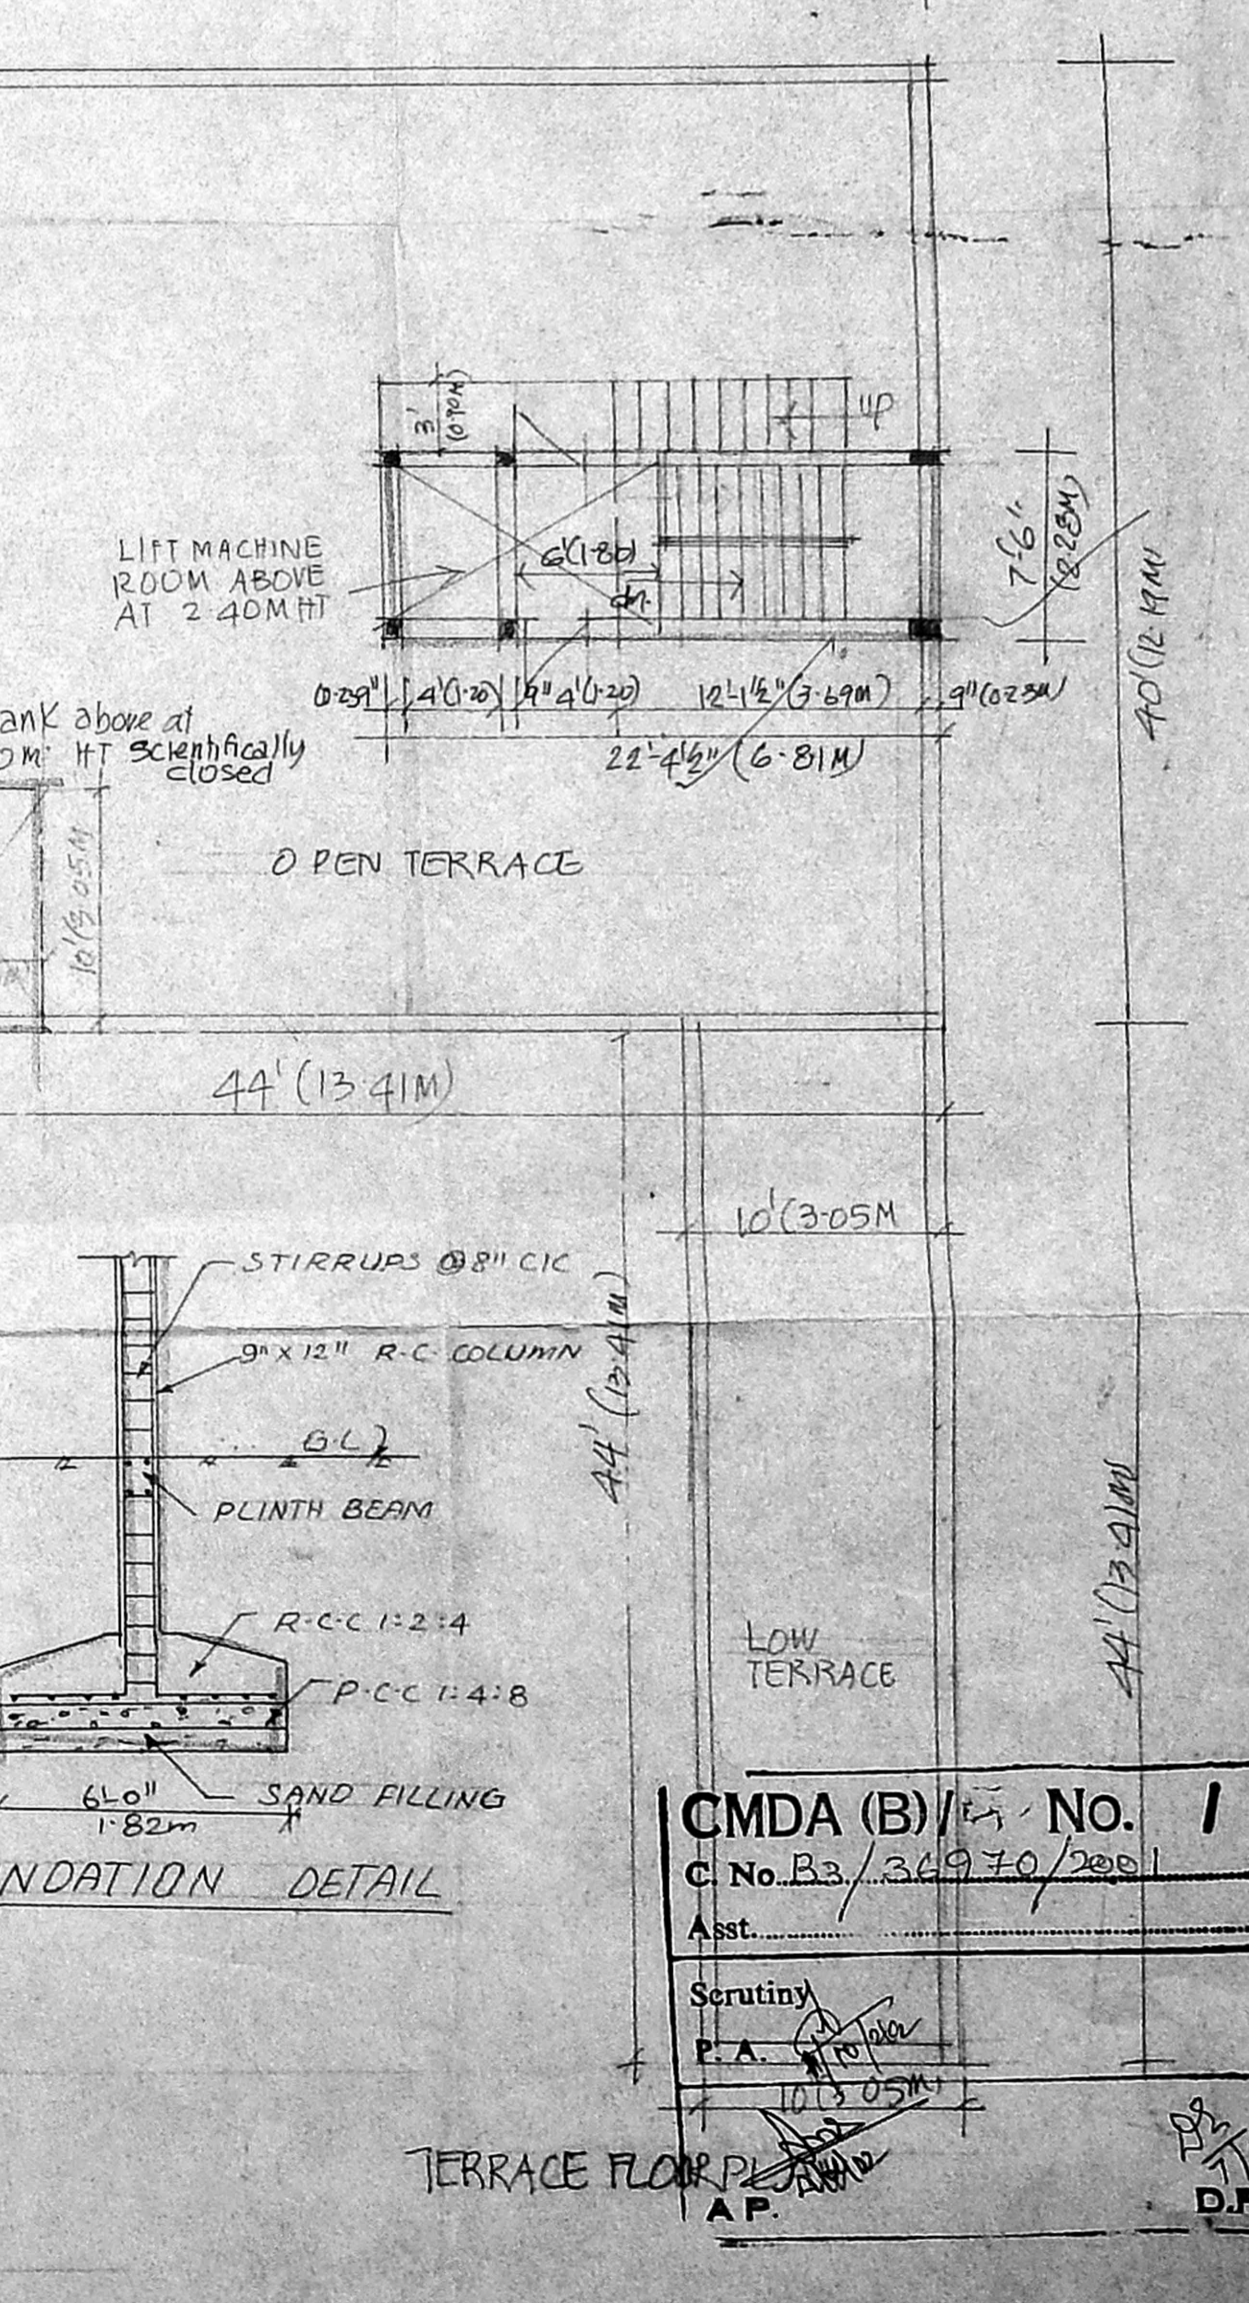 3'
(0.90M)
UP
LIFT MACHINE
ROOM ABOVE
AT 2.40M HT
6'(1.80)
dn.
7'-6"
(2.28M)
40'(12.19M)
4'(1.20)
9" 4'(1.20)
12'-1½" (3.69M)
9"(0.23M)
22'-4½" (6.81M)
ank above at
0m HT Scientifically
closed
10'(3.05M
OPEN TERRACE
44'(13.41M)
10'(3.05M
STIRRUPS @8" C/C
9" X 12" R.C. COLUMN
44' (13.41M)
G.L
PLINTH BEAM
44' (13.41M)
R.C.C 1:2:4
LOW
TERRACE
P.C.C 1:4:8
6'-0"
1.82m
SAND FILLING
NDATION DETAIL
CMDA (B)/ No. 1
C. No. B3/36970/2001
Asst.
Scrutiny
P. A.
10'(3.05M)
TERRACE FLOOR PL
A P.
D.P